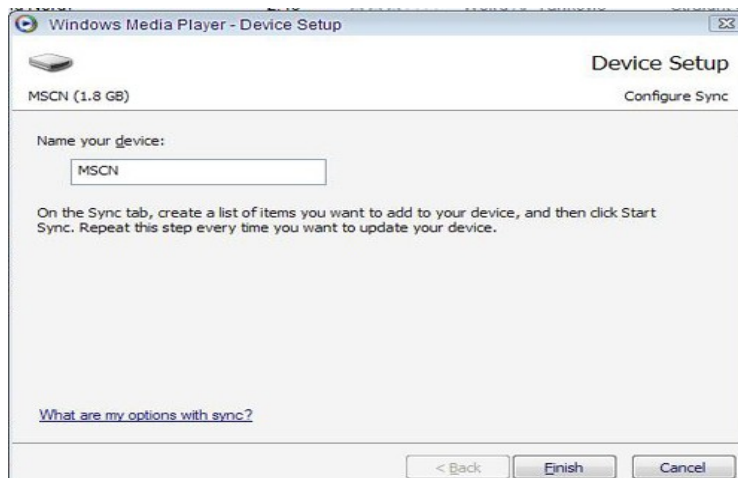 Windows Media Player - Device Setup
Device Setup
MSCN (1.8 GB)
Configure Sync
Name your device:
MSCN
On the Sync tab, create a list of items you want to add to your device, and then click Start
Sync. Repeat this step every time you want to update your device.
What are my options with sync?
< Back
Finish
Cancel